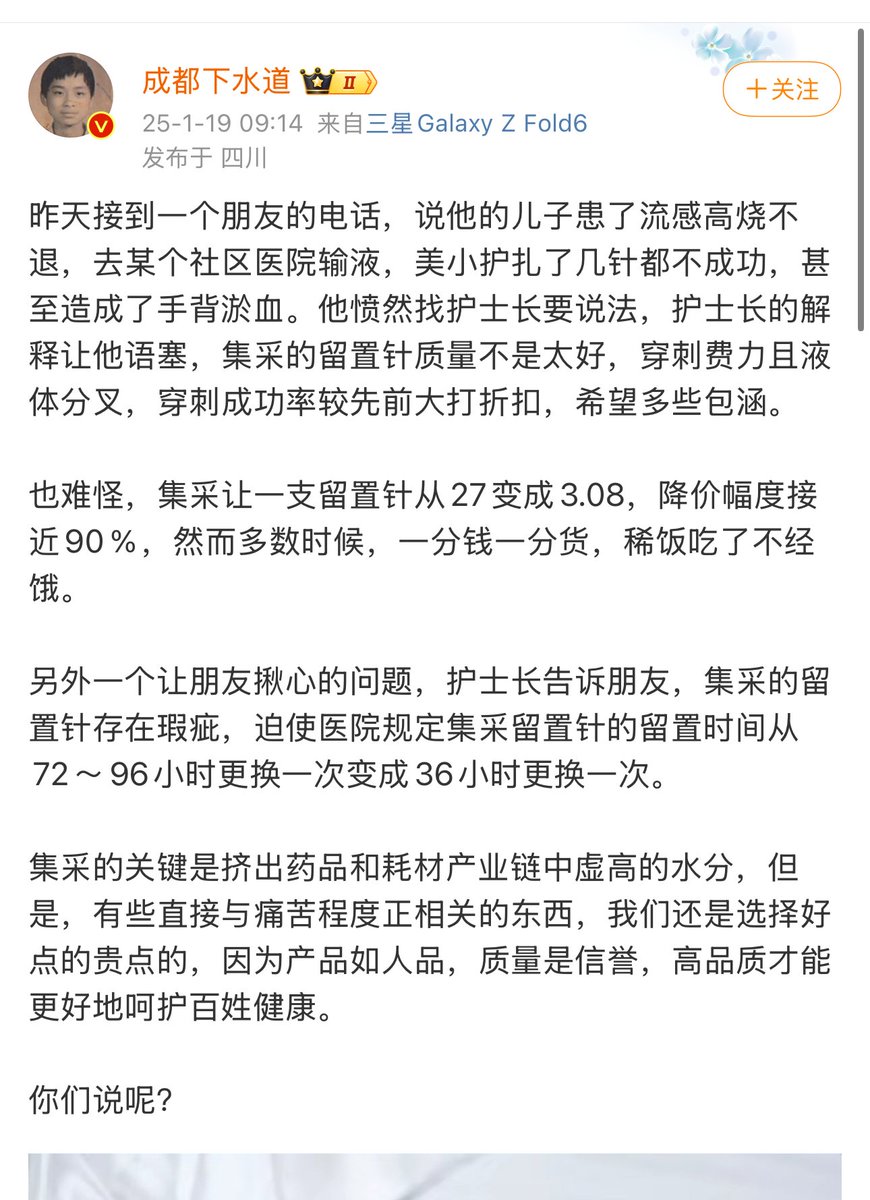 成都下水道 II
+关注
25-1-19 09:14 来自三星Galaxy Z Fold6
发布于 四川
昨天接到一个朋友的电话，说他的儿子患了流感高烧不
退，去某个社区医院输液，美小护扎了几针都不成功，甚
至造成了手背淤血。他愤然找护士长要说法，护士长的解
释让他语塞，集采的留置针质量不是太好，穿刺费力且液
体分叉，穿刺成功率较先前大打折扣，希望多些包涵。
也难怪，集采让一支留置针从27变成3.08，降价幅度接
近90％，然而多数时候，一分钱一分货，稀饭吃了不经
饿。
另外一个让朋友揪心的问题，护士长告诉朋友，集采的留
置针存在瑕疵，迫使医院规定集采留置针的留置时间从
72～96小时更换一次变成36小时更换一次。
集采的关键是挤出药品和耗材产业链中虚高的水分，但
是，有些直接与痛苦程度正相关的东西，我们还是选择好
点的贵点的，因为产品如人品，质量是信誉，高品质才能
更好地呵护百姓健康。
你们说呢？